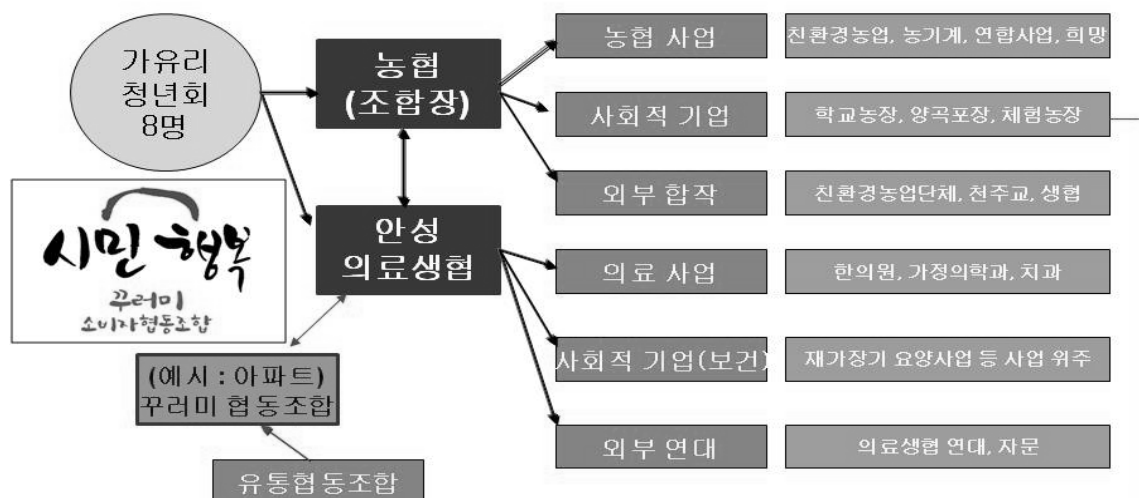 가유리
청년회
8명
농협
(조합장)
농협 사업
친환경농업, 농기계, 연합사업, 희망
사회적 기업
학교농장, 양곡포장, 체험농장
외부 합작
친환경농업단체, 천주교, 생협
시민 행복
꾸러미
소비자협동조합
안성
의료생협
의료 사업
한의원, 가정의학과, 치과
사회적 기업(보건)
재가장기 요양사업 등 사업 위주
(예시 : 아파트)
꾸러미 협동조합
외부 연대
의료생협 연대, 자문
유통협동조합